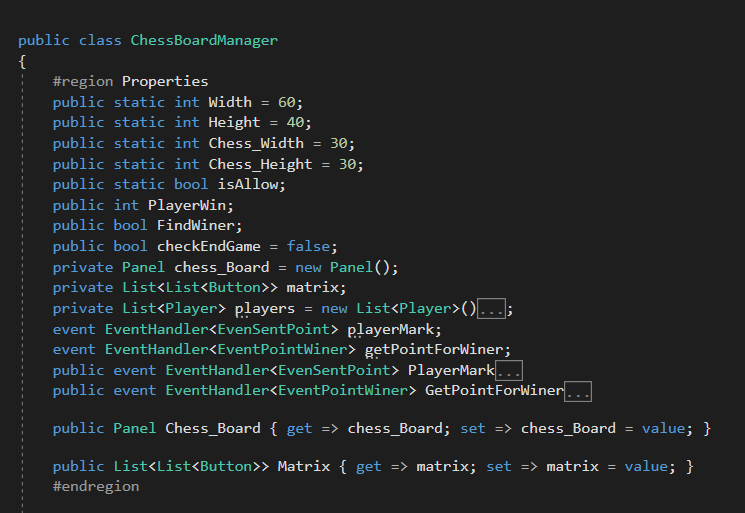 public class ChessBoardManager
{
#region Properties
public static int Width = 60;
public static int Height = 40;
public static int Chess_Width = 30;
public static int Chess_Height = 30;
public static bool isAllow;
public int PlayerWin;
public bool FindWiner;
public bool checkEndGame = false;
private Panel chess_Board = new Panel();
private List<List<Button>> matrix;
private List<Player> players = new List<Player>()...;
event EventHandler<EvenSentPoint> playerMark;
event EventHandler<EventPointWiner> getPointForWiner;
public event EventHandler<EvenSentPoint> PlayerMark...
public event EventHandler<EventPointWiner> GetPointForWiner...
public Panel Chess_Board { get => chess_Board; set => chess_Board = value; }
public List<List<Button>> Matrix { get => matrix; set => matrix = value; }
#endregion